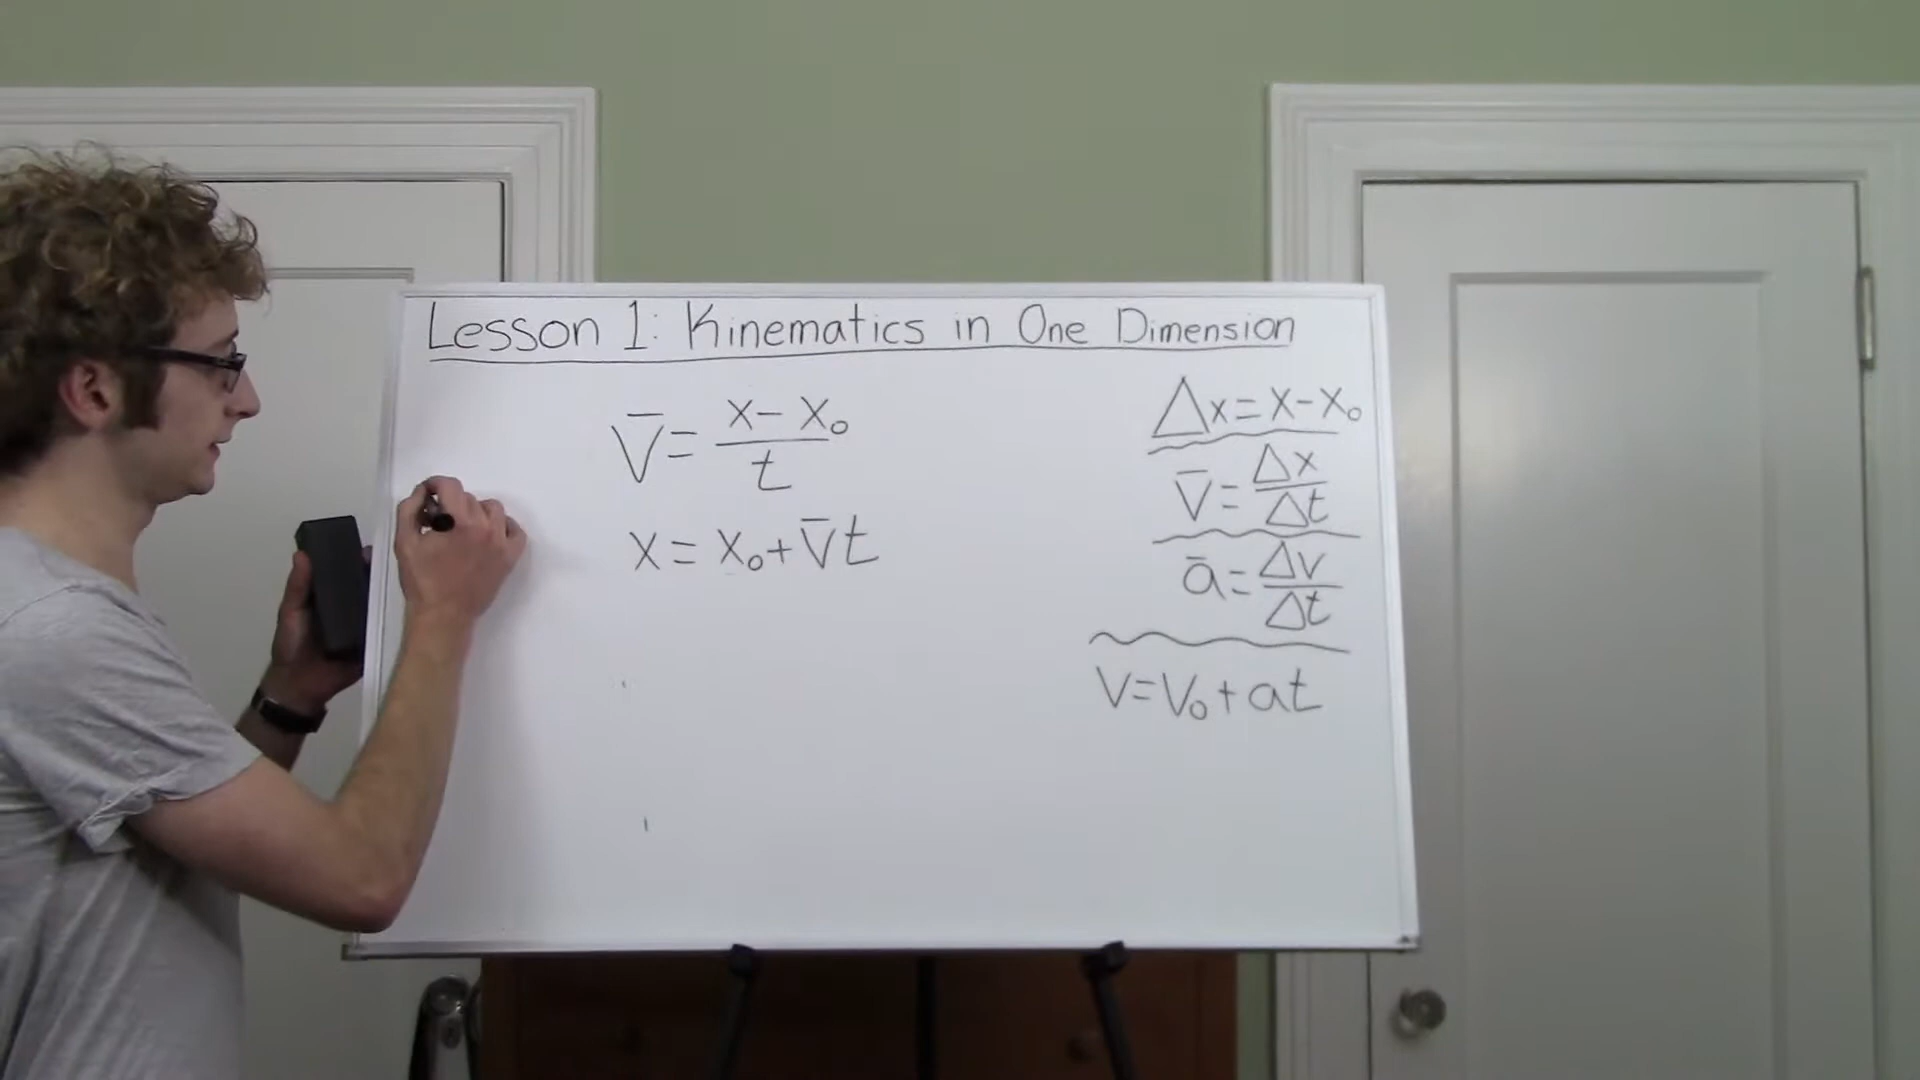 Lesson 1: Kinematics in One Dimension
v̄ = (x - x₀)/t
x = x₀ + v̄t
Δx = x - x₀
v̄ = Δx/Δt
ā = Δv/Δt
v = v₀ + at